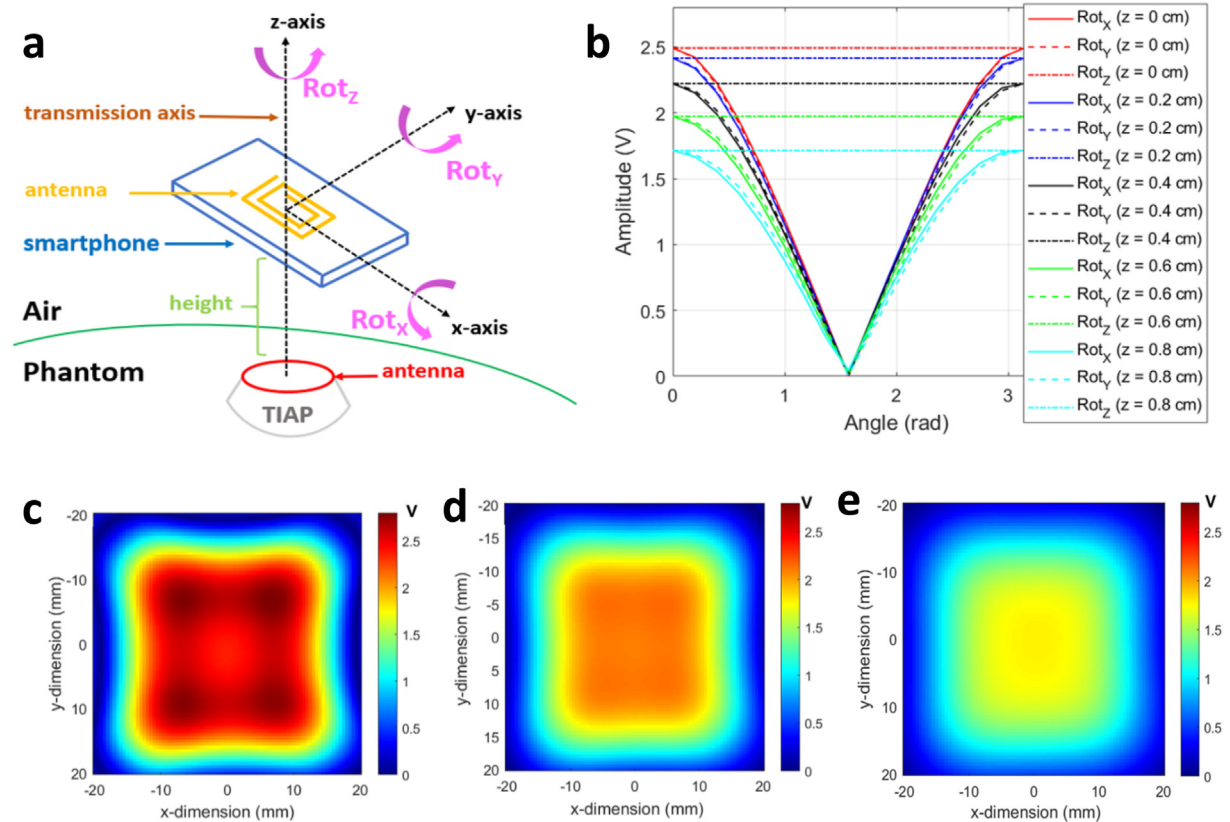 a
z-axis
Rot_Z
transmission axis
y-axis
Rot_Y
antenna
smartphone
height
Air
Rot_X
x-axis
Phantom
antenna
TIAP
b
2.5
2
1.5
1
0.5
0
Amplitude (V)
0 1 2 3
Angle (rad)
Rot_X (z = 0 cm)
Rot_Y (z = 0 cm)
Rot_Z (z = 0 cm)
Rot_X (z = 0.2 cm)
Rot_Y (z = 0.2 cm)
Rot_Z (z = 0.2 cm)
Rot_X (z = 0.4 cm)
Rot_Y (z = 0.4 cm)
Rot_Z (z = 0.4 cm)
Rot_X (z = 0.6 cm)
Rot_Y (z = 0.6 cm)
Rot_Z (z = 0.6 cm)
Rot_X (z = 0.8 cm)
Rot_Y (z = 0.8 cm)
Rot_Z (z = 0.8 cm)
c
-20
-10
0
10
20
y-dimension (mm)
-20 -10 0 10 20
x-dimension (mm)
V
2.5
2
1.5
1
0.5
0
d
-20
-15
-10
-5
0
5
10
15
20
y-dimension (mm)
-20 -10 0 10 20
x-dimension (mm)
V
2.5
2
1.5
1
0.5
0
e
-20
-10
0
10
20
y-dimension (mm)
-20 -10 0 10 20
x-dimension (mm)
V
2.5
2
1.5
1
0.5
0